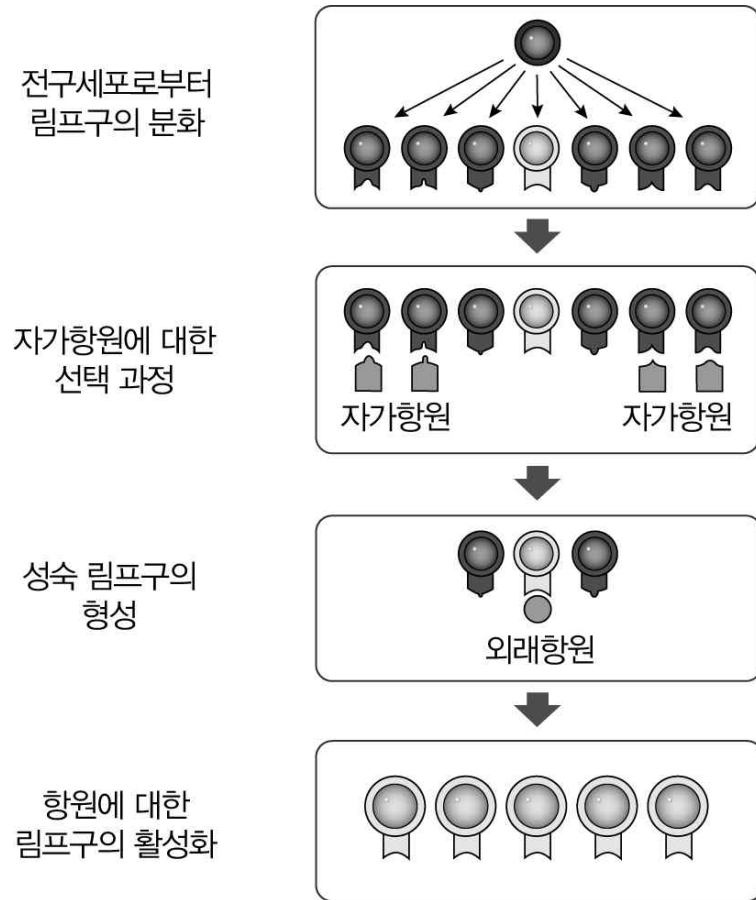 전구세포로부터
림프구의 분화
자가항원에 대한
선택 과정
자가항원
자가항원
성숙 림프구의
형성
외래항원
항원에 대한
림프구의 활성화